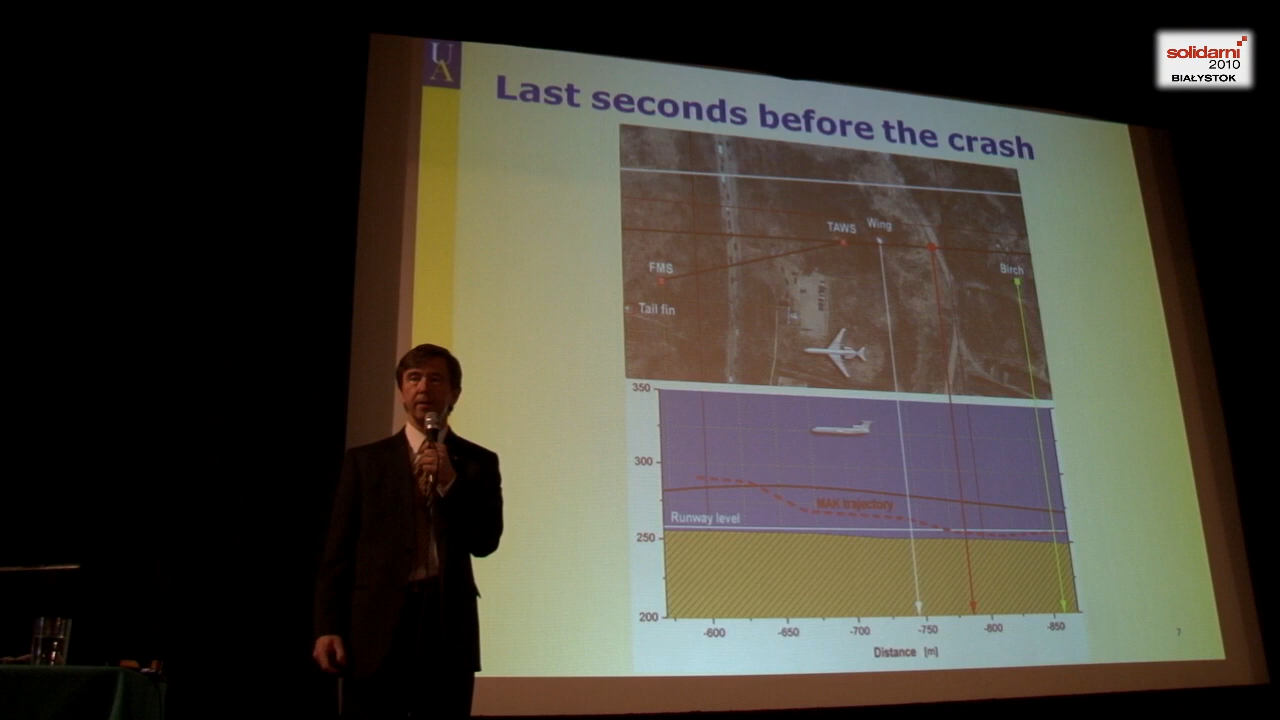 solidarni
2010
BIAŁYSTOK
U
A
Last seconds before the crash
TAWS
Wing
FMS
Birch
Tail fin
350
300
MAK trajectory
Runway level
250
200
-600
-650
-700
-750
-800
-850
Distance [m]
7